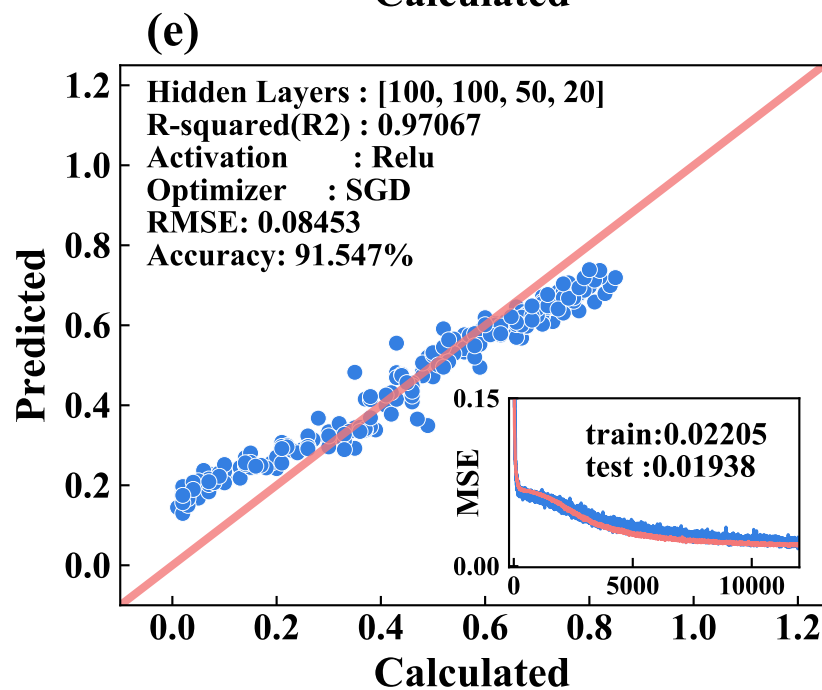 Calculated
(e)
Hidden Layers : [100, 100, 50, 20]
R-squared(R2) : 0.97067
Activation : Relu
Optimizer : SGD
RMSE: 0.08453
Accuracy: 91.547%
Predicted
1.2
1.0
0.8
0.6
0.4
0.2
0.0
0.15
train:0.02205
test :0.01938
MSE
0.00
0 5000 10000
0.0 0.2 0.4 0.6 0.8 1.0 1.2
Calculated